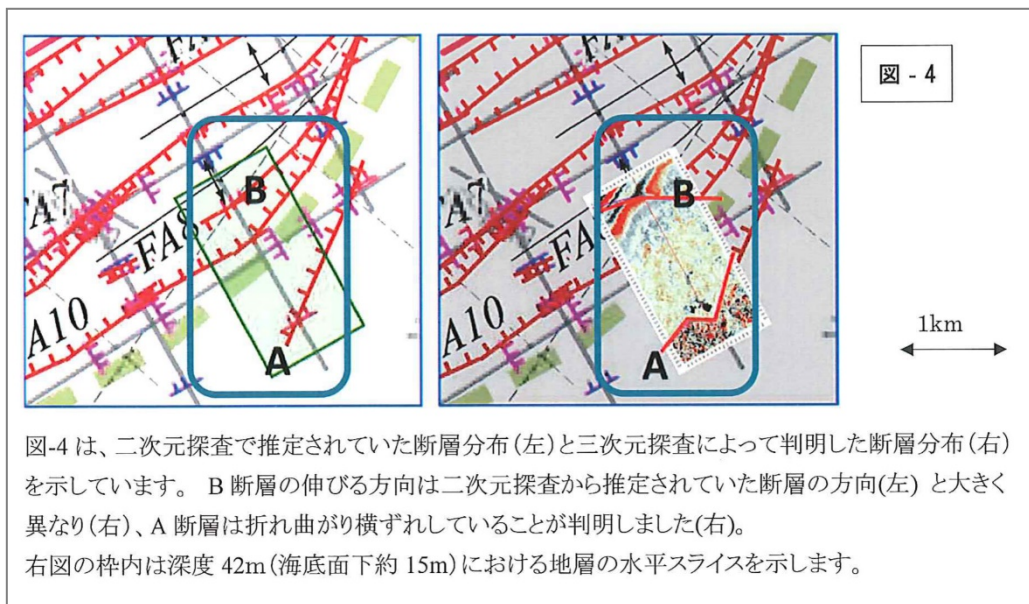 図 - 4
FA7
FA8
A10
B
A
B
A
FA8
A10
1km
図-4 は、二次元探査で推定されていた断層分布(左)と三次元探査によって判明した断層分布(右)
を示しています。 B 断層の伸びる方向は二次元探査から推定されていた断層の方向(左) と大きく
異なり(右)、A 断層は折れ曲がり横ずれしていることが判明しました(右)。
右図の枠内は深度 42m(海底面下約 15m)における地層の水平スライスを示します。